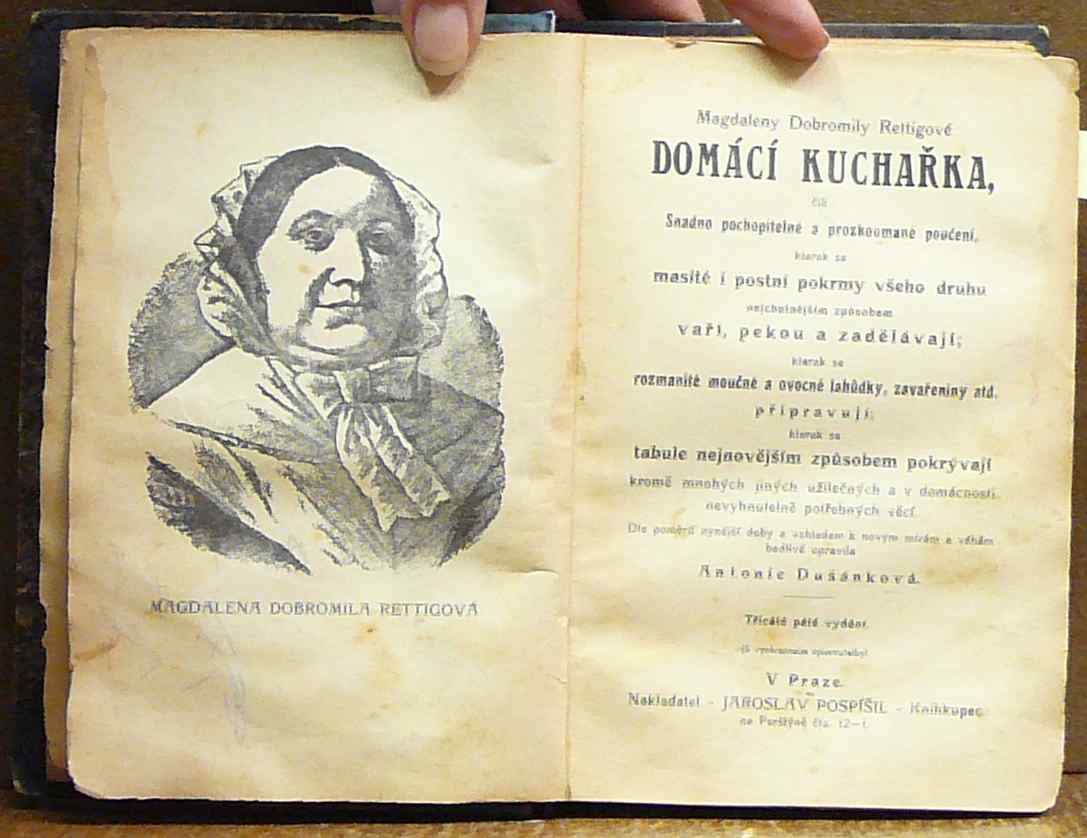 MAGDALENA DOBROMILA RETTIGOVÁ
Magdaleny Dobromily Rettigové
DOMÁCÍ KUCHAŘKA,
čili
Snadno pochopitelné a prozkoumané poučení,
kterak se
masité i postní pokrmy všeho druhu
nejchutnějším způsobem
vaří, pekou a zadělávají;
kterak se
rozmanité moučné a ovocné lahůdky, zavařeniny atd.
připravují;
kterak se
tabule nejnovějším způsobem pokrývají
kromě mnohých jiných užitečných a v domácnosti
nevyhnutelně potřebných věcí.
Dle poměrů nynější doby a vzhledem k novým mírám a váhám
bedlivě upravila
Antonie Dušánková.
Třicáté páté vydání.
V Praze.
Nakladatel - JAROSLAV POSPÍŠIL - Knihkupec
na Perštýně čís. 12—I.